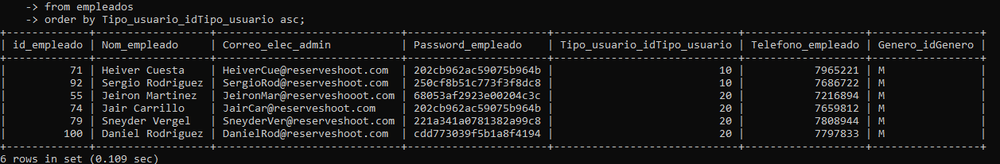 -> from empleados
    -> order by Tipo_usuario_idTipo_usuario asc;
+-------------+------------------+----------------------------+----------------------+-----------------------------+-------------------+-----------------+
| id_empleado | Nom_empleado     | Correo_elec_admin          | Password_empleado    | Tipo_usuario_idTipo_usuario | Telefono_empleado | Genero_idGenero |
+-------------+------------------+----------------------------+----------------------+-----------------------------+-------------------+-----------------+
|          71 | Heiver Cuesta    | HeiverCue@reserveshoot.com | 202cb962ac59075b964b |                          10 |           7965221 | M               |
|          92 | Sergio Rodriguez | SergioRod@reserveshoot.com | 250cf8b51c773f3f8dc8 |                          10 |           7686722 | M               |
|          55 | Jeiron Martinez  | JeironMar@reserveshooot.com | 68053af2923e00204c3c |                          20 |           7216894 | M               |
|          74 | Jair Carrillo    | JairCar@reserveshoot.com   | 202cb962ac59075b964b |                          20 |           7659812 | M               |
|          79 | Sneyder Vergel   | SneyderVer@reserveshoot.com | 221a341a0781382a99c8 |                          20 |           7808944 | M               |
|         100 | Daniel Rodriguez | DanielRod@reserveshoot.com | cdd773039f5b1a8f4194 |                          20 |           7797833 | M               |
+-------------+------------------+----------------------------+----------------------+-----------------------------+-------------------+-----------------+
6 rows in set (0.109 sec)